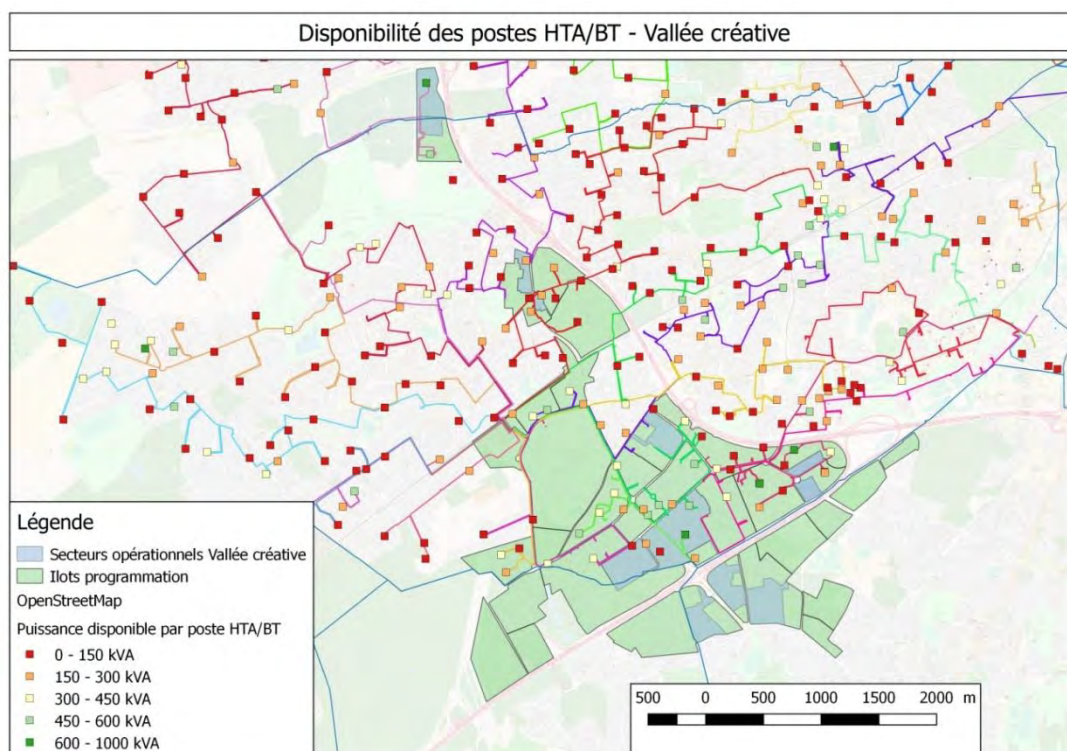 Disponibilité des postes HTA/BT - Vallée créative
Légende
Secteurs opérationnels Vallée créative
Ilots programmation
OpenStreetMap
Puissance disponible par poste HTA/BT
0 - 150 kVA
150 - 300 kVA
300 - 450 kVA
450 - 600 kVA
600 - 1000 kVA
500 0 500 1000 1500 2000 m